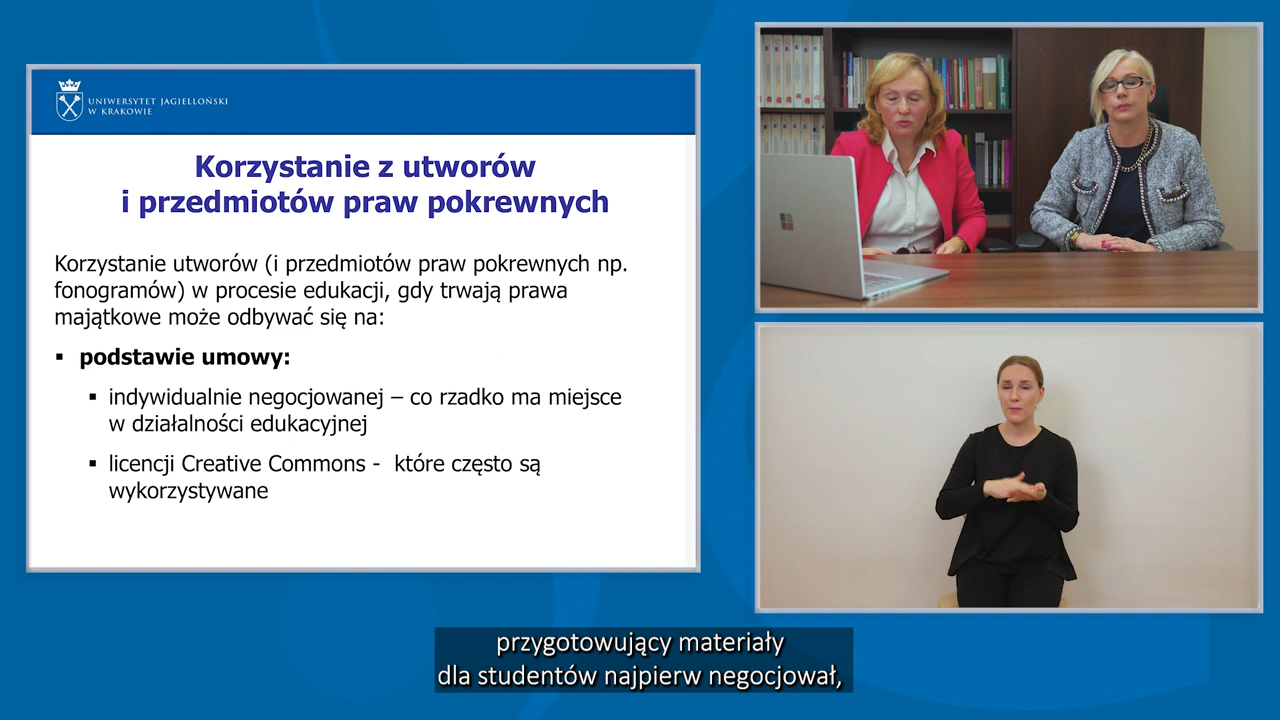 UNIWERSYTET JAGIELLOŃSKI
W KRAKOWIE
Korzystanie z utworów
i przedmiotów praw pokrewnych
Korzystanie utworów (i przedmiotów praw pokrewnych np.
fonogramów) w procesie edukacji, gdy trwają prawa
majątkowe może odbywać się na:
▪ podstawie umowy:
▪ indywidualnie negocjowanej – co rzadko ma miejsce
w działalności edukacyjnej
▪ licencji Creative Commons - które często są
wykorzystywane
przygotowujący materiały
dla studentów najpierw negocjował,